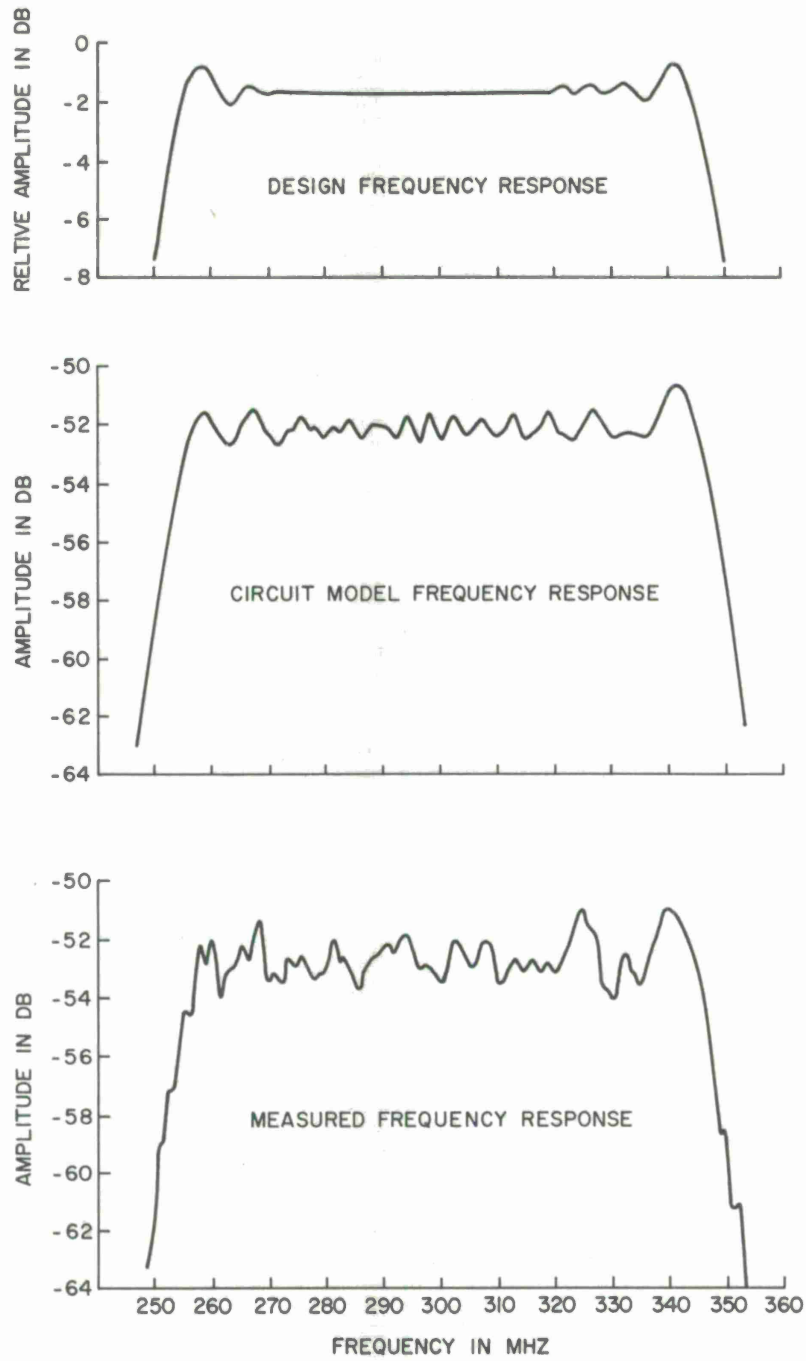 RELTIVE AMPLITUDE IN DB
0
-2
-4
-6
-8
DESIGN FREQUENCY RESPONSE
AMPLITUDE IN DB
-50
-52
-54
-56
-58
-60
-62
-64
CIRCUIT MODEL FREQUENCY RESPONSE
AMPLITUDE IN DB
-50
-52
-54
-56
-58
-60
-62
-64
MEASURED FREQUENCY RESPONSE
250 260 270 280 290 300 310 320 330 340 350 360
FREQUENCY IN MHZ